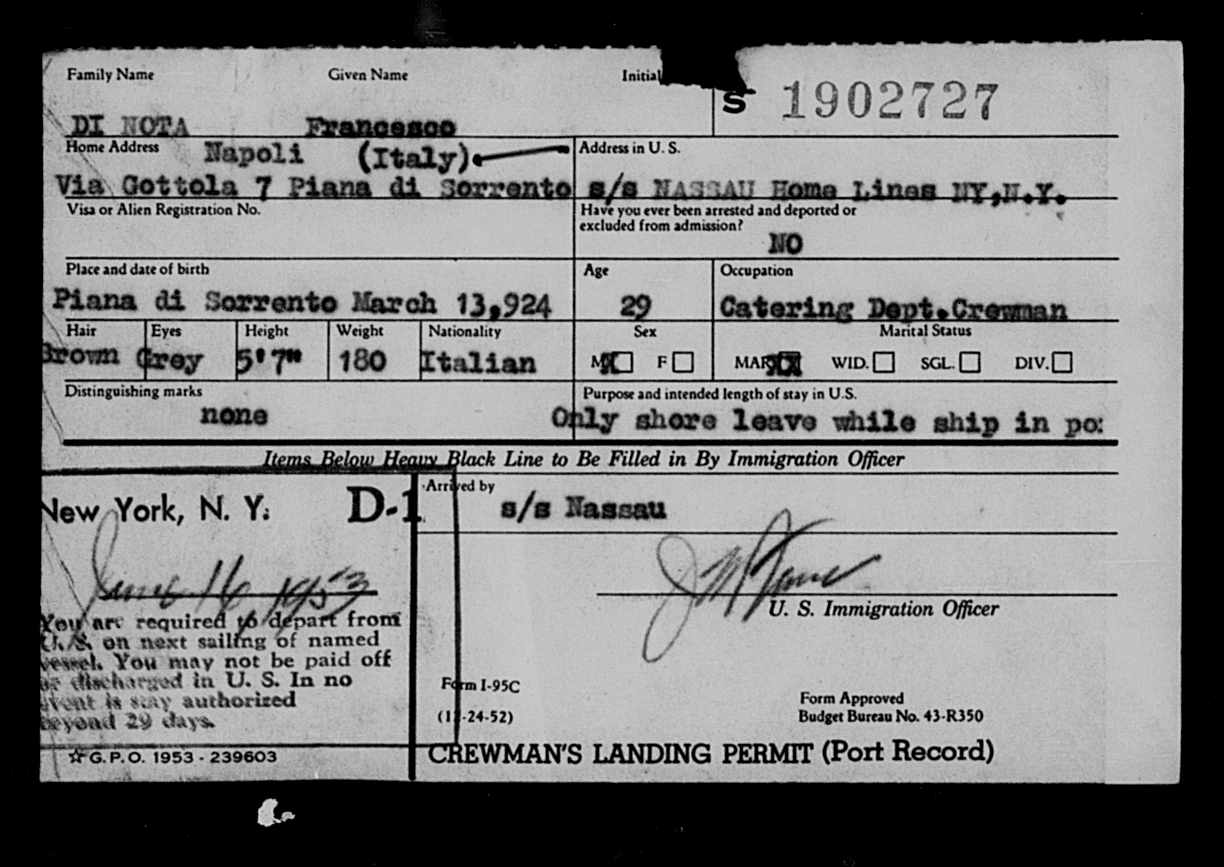 Family Name Given Name Initial
S 1902727
DI NOTA Francesco
Home Address Napoli (Italy) Address in U. S.
Via Gottola 7 Piana di Sorrento s/s NASSAU Home Lines NY,N.Y.
Visa or Alien Registration No. Have you ever been arrested and deported or
excluded from admission?
NO
Place and date of birth Age Occupation
Piana di Sorrento March 13,924 29 Catering Dept.Crewman
Hair Eyes Height Weight Nationality Sex Marital Status
Brown Grey 5'7" 180 Italian M F MAR WID. SGL. DIV.
Distinguishing marks Purpose and intended length of stay in U.S.
none Only shore leave while ship in po
Items Below Heavy Black Line to Be Filled in By Immigration Officer
New York, N. Y. D-1 Arrived by
s/s Nassau
June 16, 1953
U. S. Immigration Officer
You are required to depart from
U. S. on next sailing of named
vessel. You may not be paid off
or discharged in U. S. In no
event is stay authorized
beyond 29 days.
Form I-95C
(11-24-52)
Form Approved
Budget Bureau No. 43-R350
☆ G.P.O. 1953 - 239603
CREWMAN'S LANDING PERMIT (Port Record)